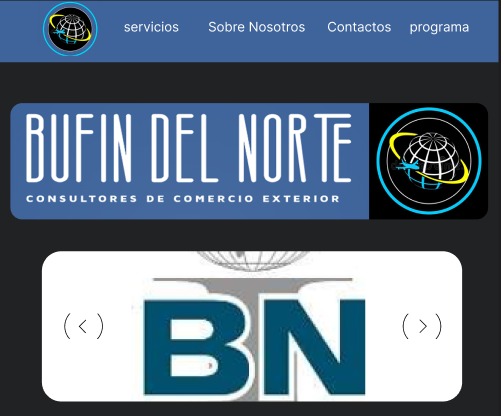 servicios Sobre Nosotros Contactos programa
BUFIN DEL NORTE
CONSULTORES DE COMERCIO EXTERIOR
BN